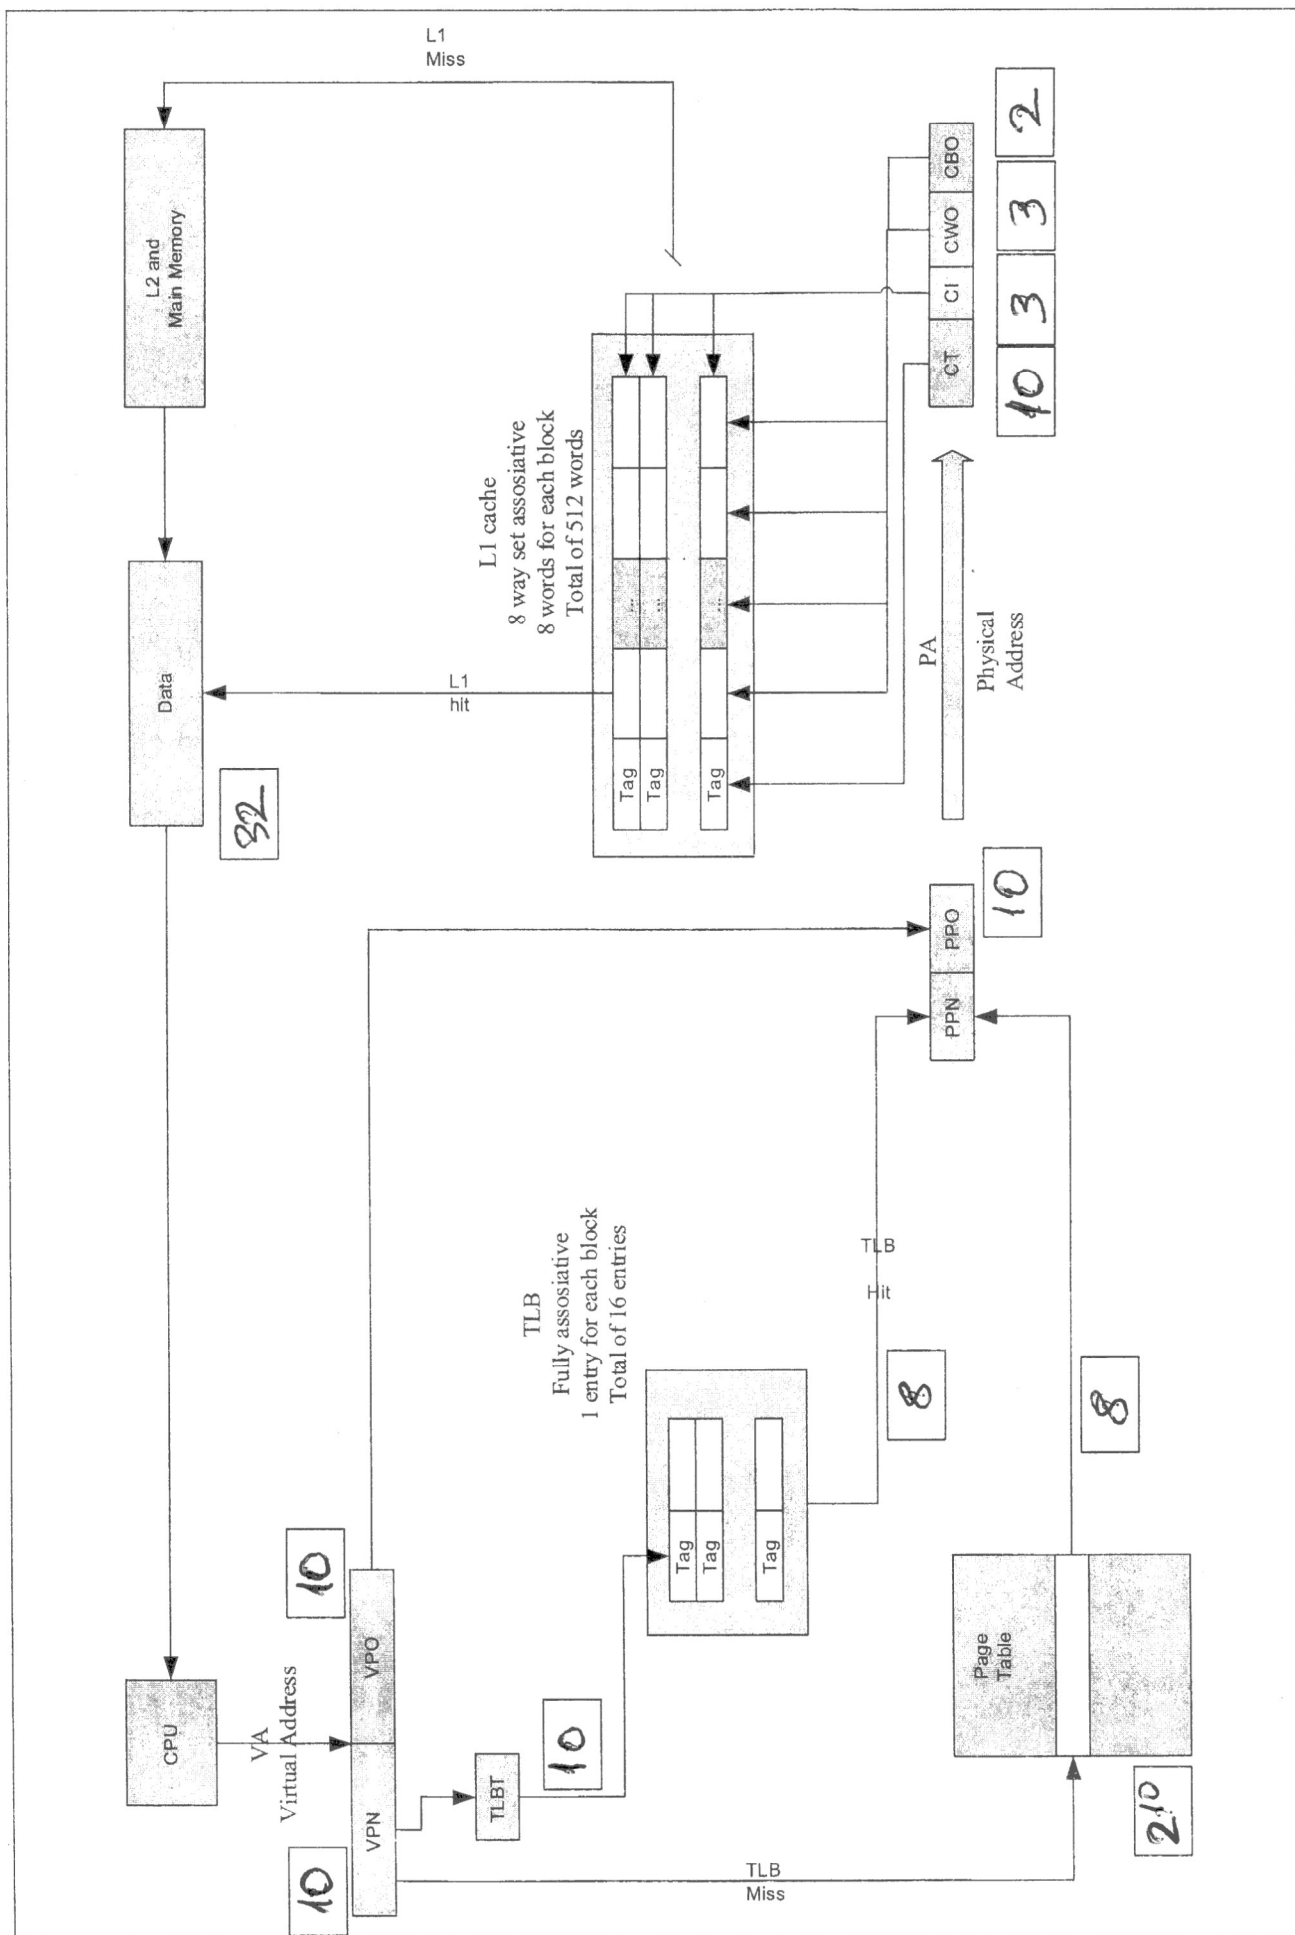 CPU
VA
Virtual Address
10
VPN
VPO
10
TLBT
10
TLB
Miss
Page
Table
2^10
TLB
Fully assosiative
1 entry for each block
Total of 16 entries
Tag
Tag
Tag
TLB
Hit
8
8
PPN
PPO
10
PA
Physical
Address
Data
32
L1
hit
L1 cache
8 way set assosiative
8 words for each block
Total of 512 words
Tag
...
Tag
...
Tag
...
L2 and
Main Memory
L1
Miss
CT
CI
CWO
CBO
10
3
3
2